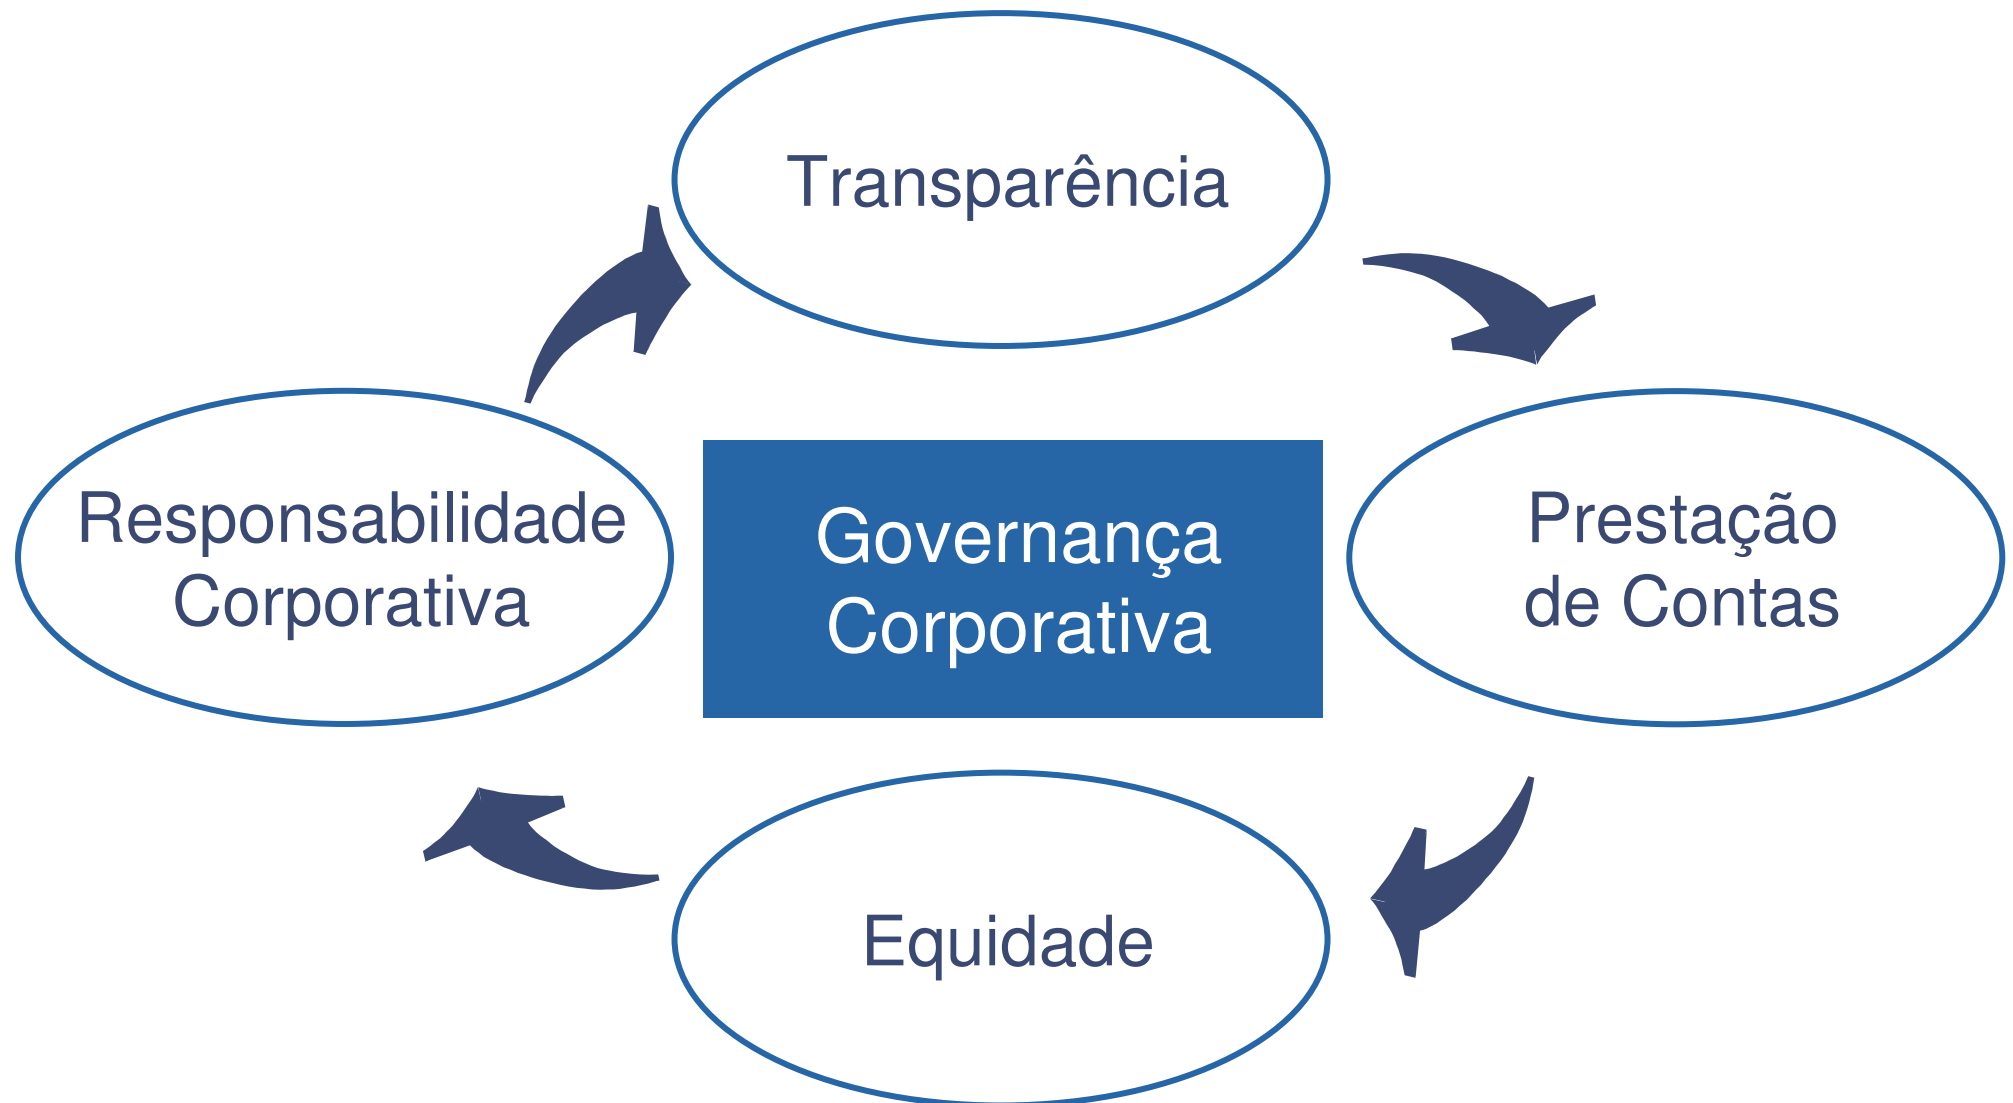 Transparência
Responsabilidade
Corporativa
Governança
Corporativa
Prestação
de Contas
Equidade